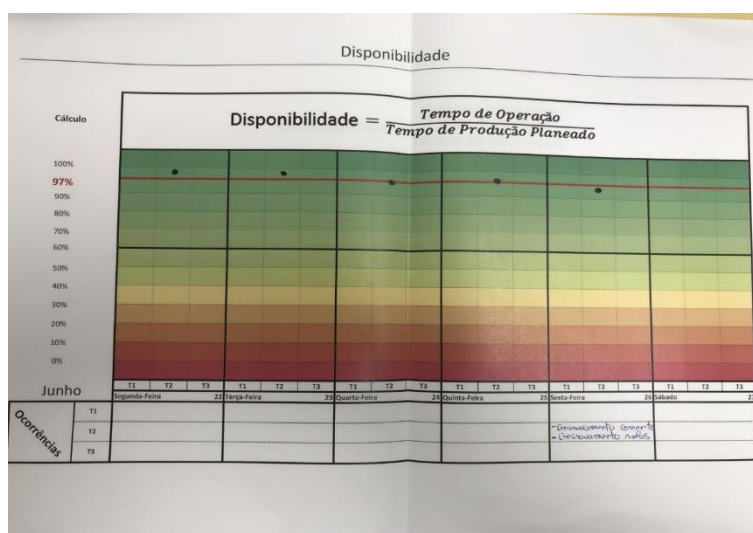 Disponibilidade
Cálculo
Disponibilidade = Tempo de Operação / Tempo de Produção Planeado
100%
97%
90%
80%
70%
60%
50%
40%
30%
20%
10%
0%
Junho
T1 T2 T3 T1 T2 T3 T1 T2 T3 T1 T2 T3 T1 T2 T3 T1 T2 T3
Segunda-Feira 22 Terça-Feira 23 Quarta-Feira 24 Quinta-Feira 25 Sexta-Feira 26 Sábado 27
Ocorrências
T1
T2
- Encravamento
- Encravamento
T3